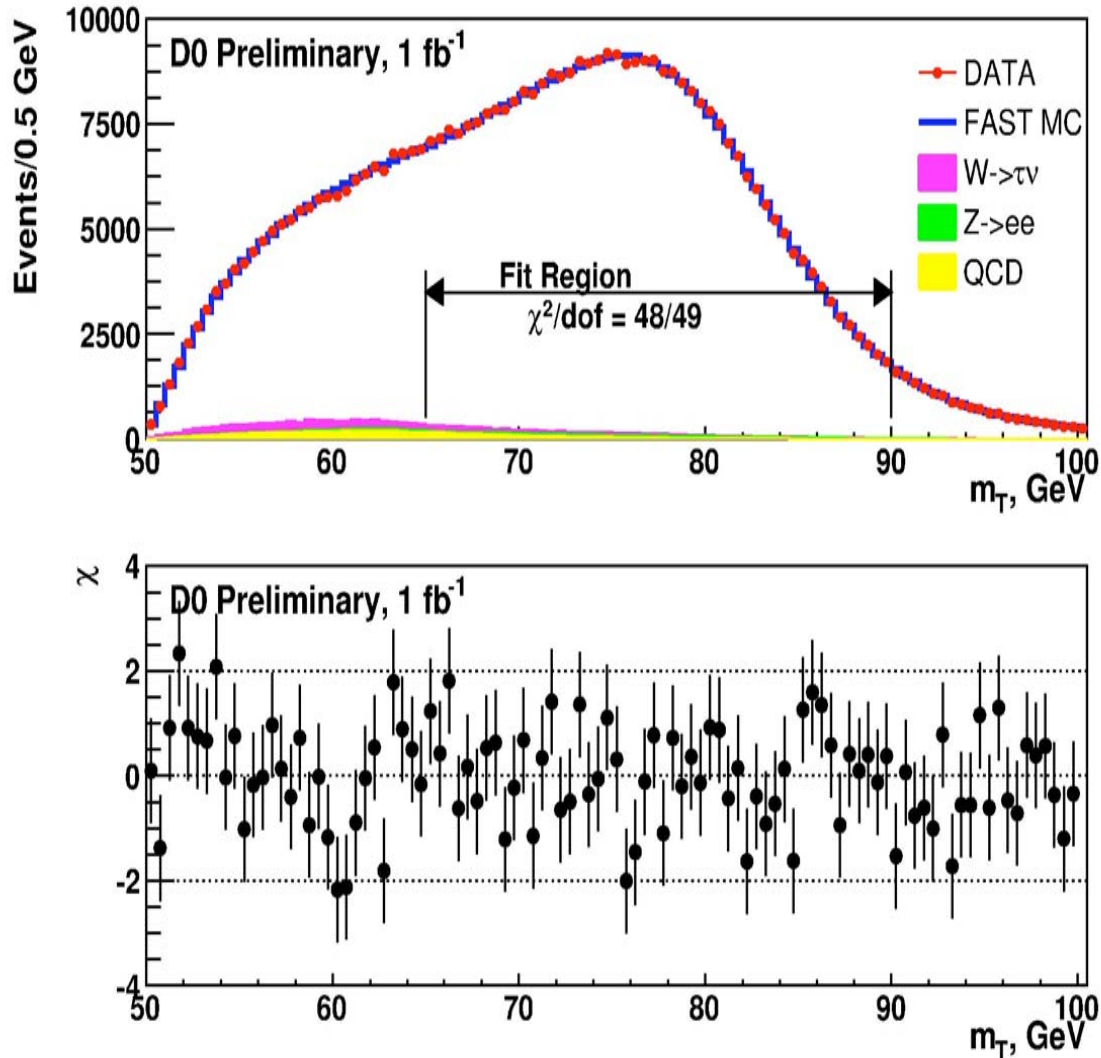 10000
7500
5000
2500
0
Events/0.5 GeV
D0 Preliminary, 1 fb⁻¹
DATA
FAST MC
W->τν
Z->ee
QCD
Fit Region
χ²/dof = 48/49
50 60 70 80 90 100
m_T, GeV
χ
4
2
0
-2
-4
D0 Preliminary, 1 fb⁻¹
50 60 70 80 90 100
m_T, GeV